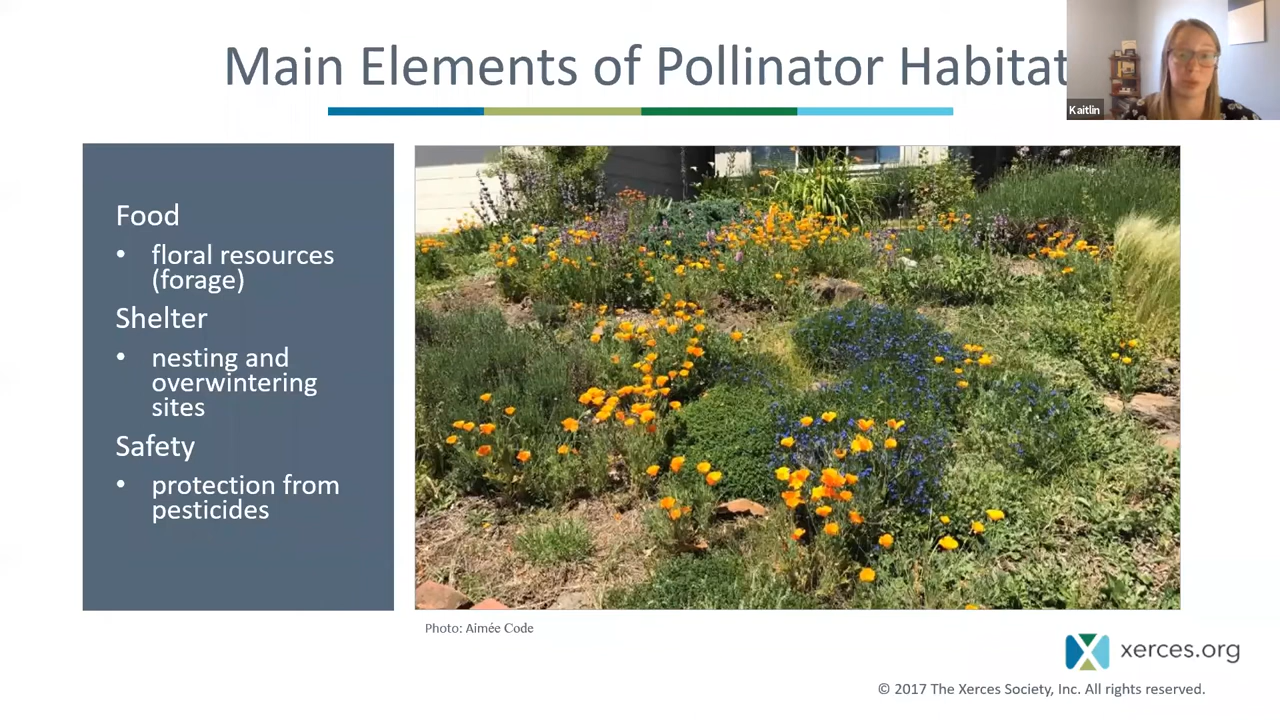 Main Elements of Pollinator Habitat
Kaitlin
Food
• floral resources
(forage)
Shelter
• nesting and
overwintering
sites
Safety
• protection from
pesticides
Photo: Aimée Code
xerces.org
© 2017 The Xerces Society, Inc. All rights reserved.